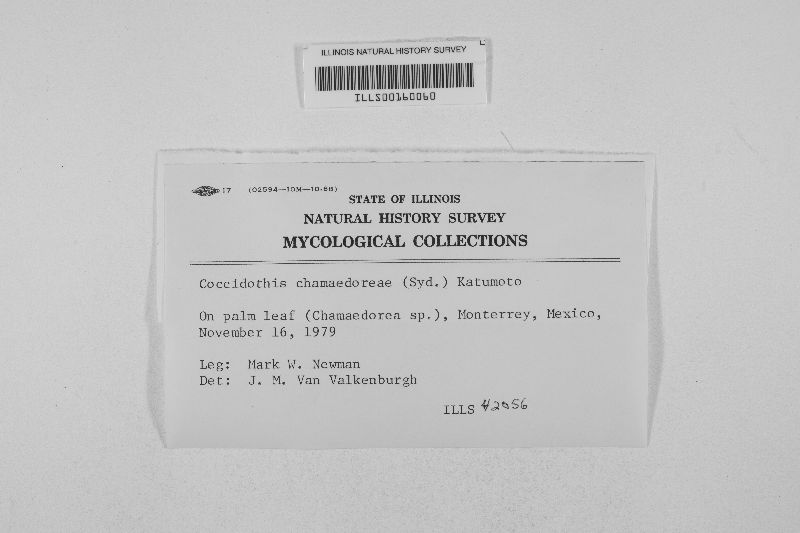 ILLINOIS NATURAL HISTORY SURVEY
ILLS00160060
17 (02594—10M—10-68)
STATE OF ILLINOIS
NATURAL HISTORY SURVEY
MYCOLOGICAL COLLECTIONS
Coccidothis chamaedoreae (Syd.) Katumoto
On palm leaf (Chamaedorea sp.), Monterrey, Mexico,
November 16, 1979
Leg: Mark W. Newman
Det: J. M. Van Valkenburgh
ILLS 42056